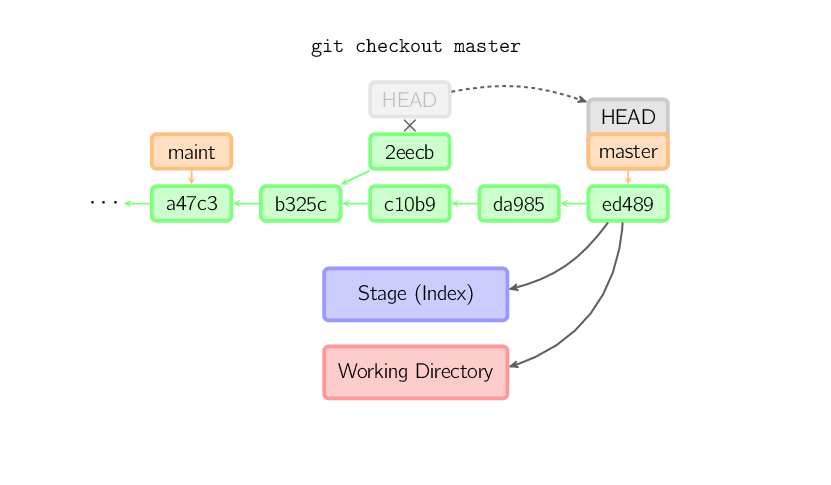 git checkout master
HEAD
HEAD
maint
2eecb
master
...
a47c3
b325c
c10b9
da985
ed489
Stage (Index)
Working Directory